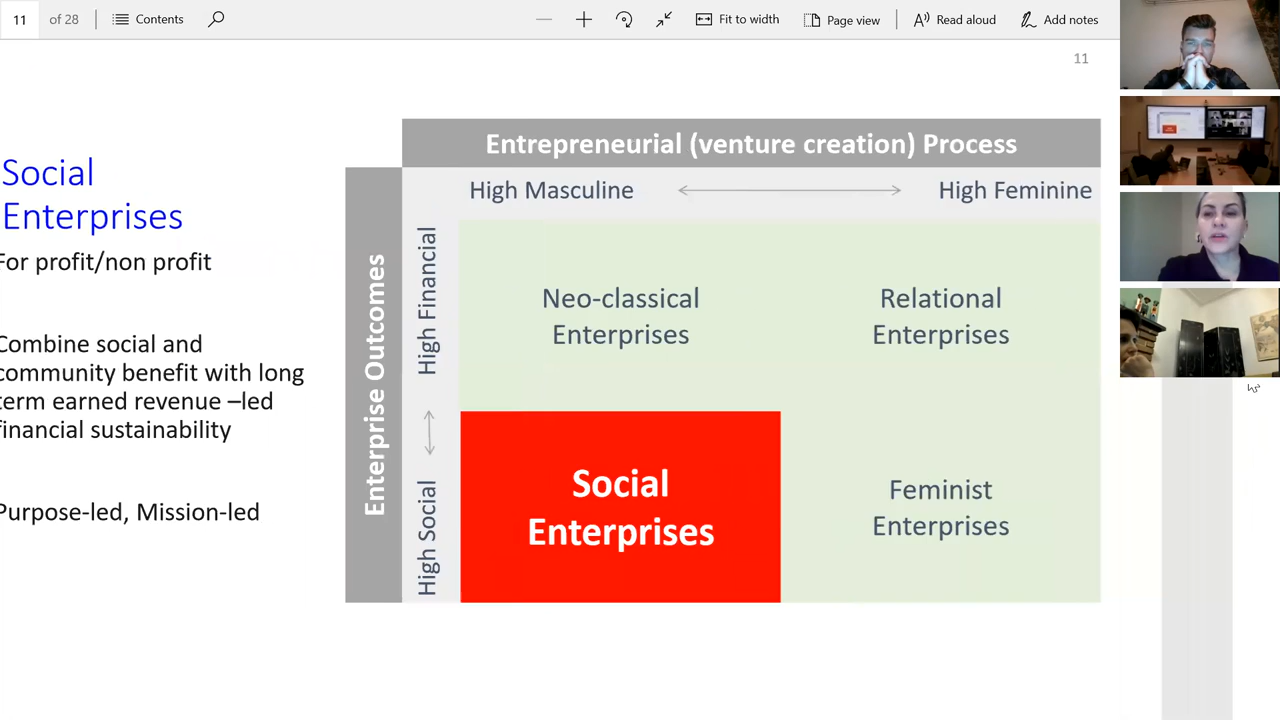 11 of 28 Contents Fit to width Page view Read aloud Add notes
11
Social
Enterprises
For profit/non profit
Combine social and
community benefit with long
term earned revenue –led
financial sustainability
Purpose-led, Mission-led
Entrepreneurial (venture creation) Process
High Masculine High Feminine
Enterprise Outcomes
High Financial
High Social
Neo-classical
Enterprises
Relational
Enterprises
Social
Enterprises
Feminist
Enterprises